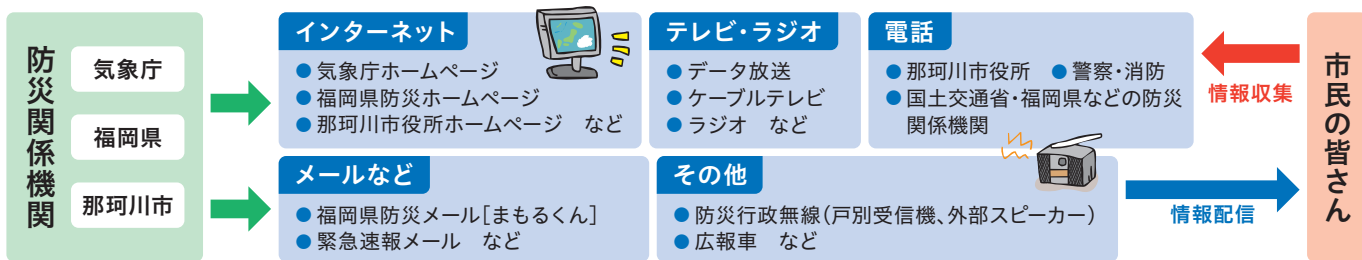 防災関係機関
気象庁
福岡県
那珂川市
インターネット
● 気象庁ホームページ
● 福岡県防災ホームページ
● 那珂川市役所ホームページ　など
テレビ・ラジオ
● データ放送
● ケーブルテレビ
● ラジオ　など
電話
● 那珂川市役所　● 警察・消防
● 国土交通省・福岡県などの防災
関係機関
メールなど
● 福岡県防災メール[まもるくん]
● 緊急速報メール　など
その他
● 防災行政無線(戸別受信機、外部スピーカー)
● 広報車　など
情報収集
情報配信
市民の皆さん